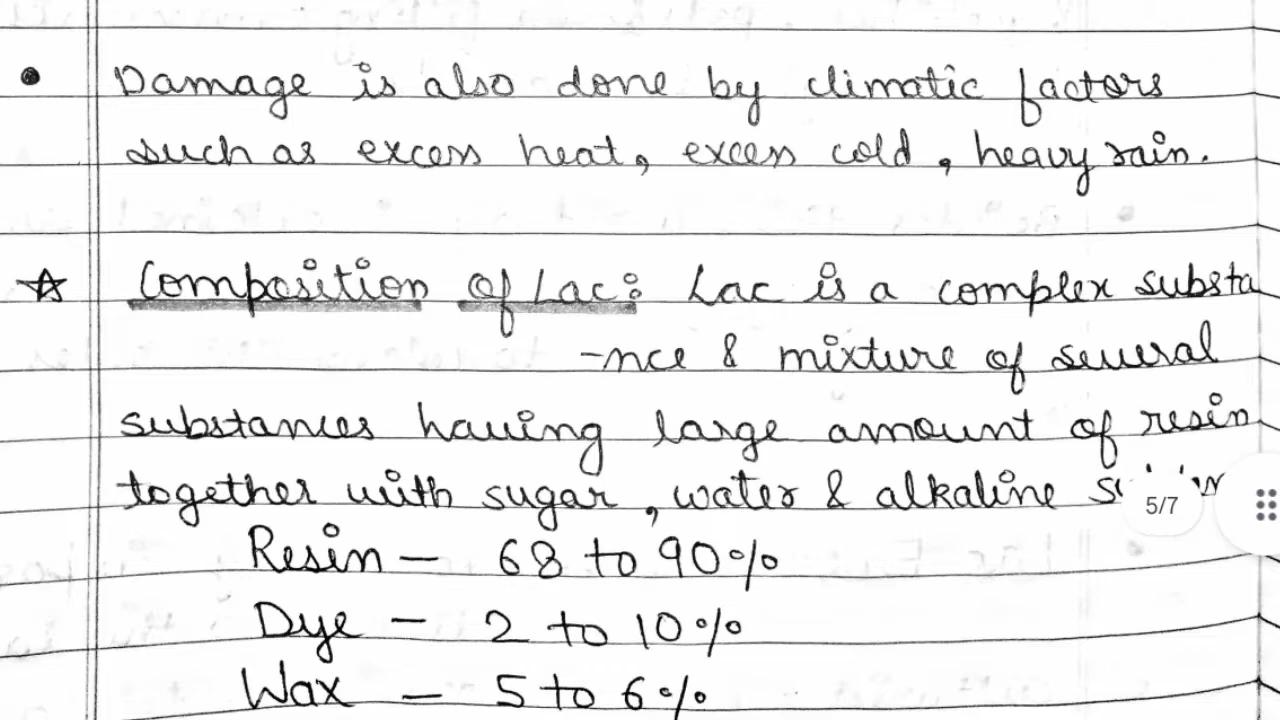 Damage is also done by climatic factors
such as excess heat, excess cold, heavy rain.
Composition of Lac: Lac is a complex substa
-nce & mixture of several
substances having large amount of resin
together with sugar, water & alkaline
5/7
Resin - 68 to 90%
Dye - 2 to 10%
Wax - 5 to 6%